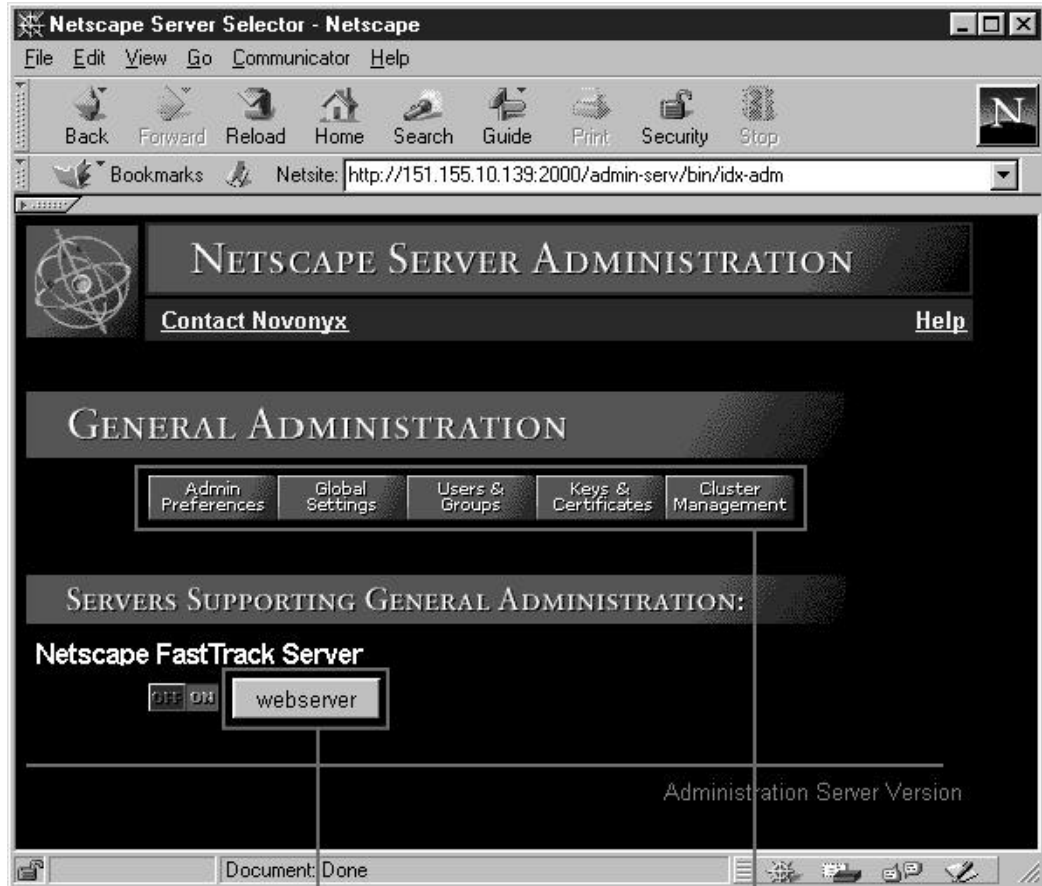 Netscape Server Selector - Netscape
File Edit View Go Communicator Help
Back Forward Reload Home Search Guide Print Security Stop
N
Bookmarks Netsite: http://151.155.10.139:2000/admin-serv/bin/idx-adm
NETSCAPE SERVER ADMINISTRATION
Contact Novonyx Help
GENERAL ADMINISTRATION
Admin Preferences Global Settings Users & Groups Keys & Certificates Cluster Management
SERVERS SUPPORTING GENERAL ADMINISTRATION:
Netscape FastTrack Server
OFF ON webserver
Administration Server Version
Document: Done